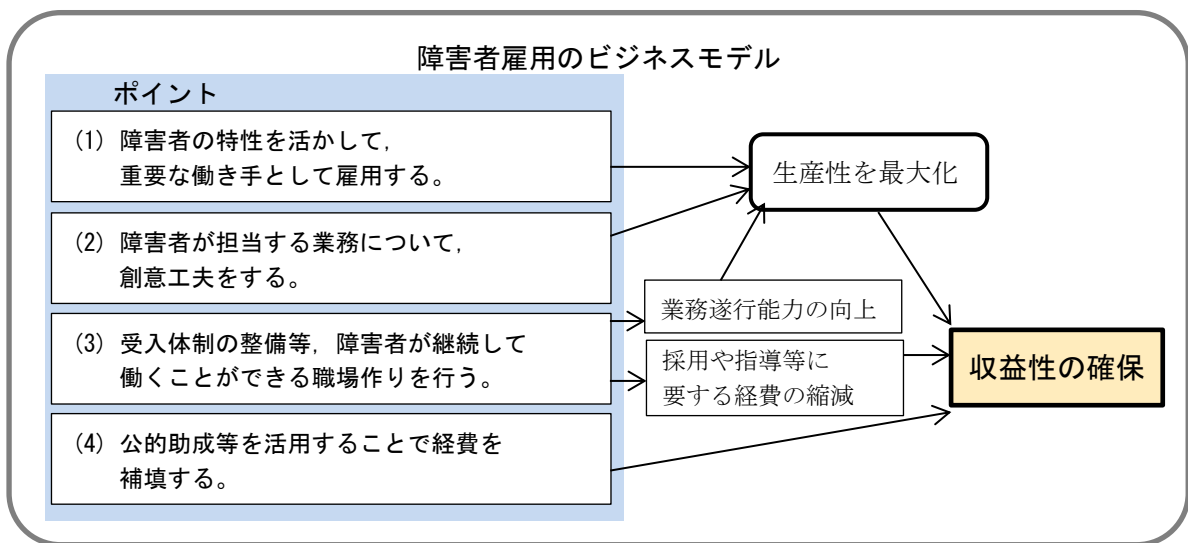 障害者雇用のビジネスモデル
ポイント
(1) 障害者の特性を活かして，
重要な働き手として雇用する。
(2) 障害者が担当する業務について，
創意工夫をする。
(3) 受入体制の整備等，障害者が継続して
働くことができる職場作りを行う。
(4) 公的助成等を活用することで経費を
補填する。
生産性を最大化
業務遂行能力の向上
採用や指導等に
要する経費の縮減
収益性の確保